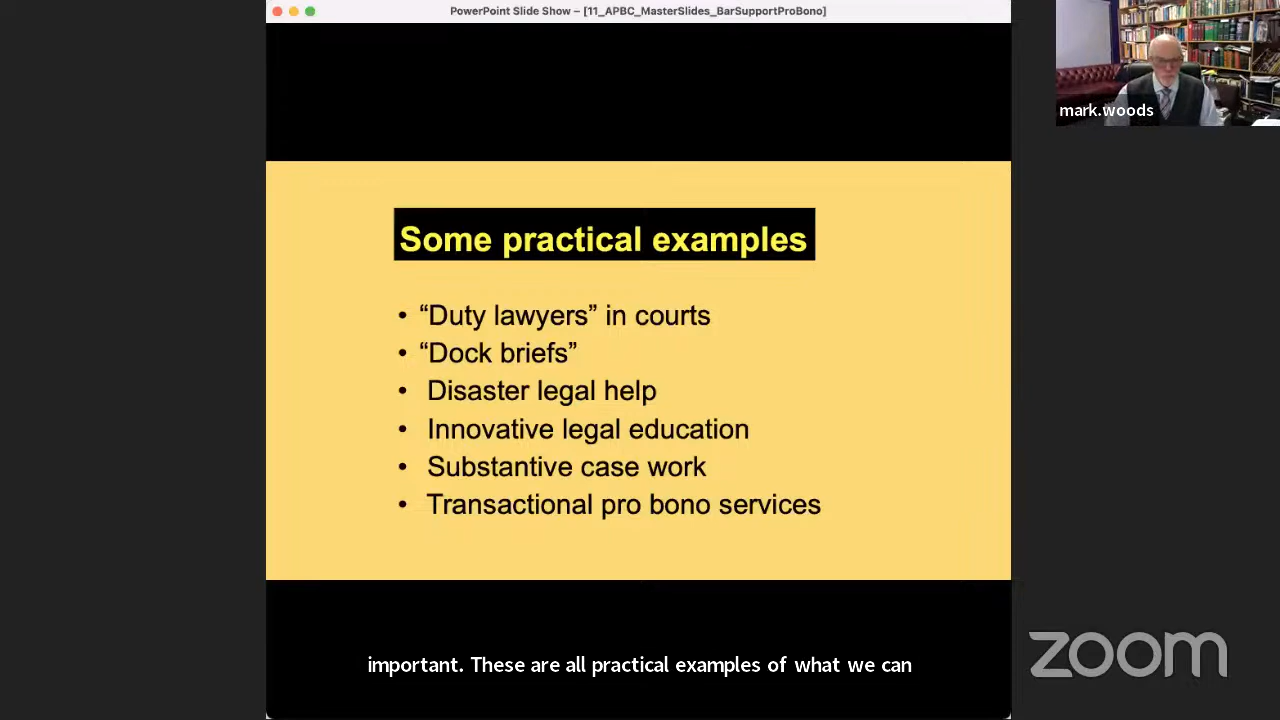 PowerPoint Slide Show – [11_APBC_MasterSlides_BarSupportProBono]
mark.woods
Some practical examples
• “Duty lawyers” in courts
• “Dock briefs”
• Disaster legal help
• Innovative legal education
• Substantive case work
• Transactional pro bono services
important. These are all practical examples of what we can
zoom